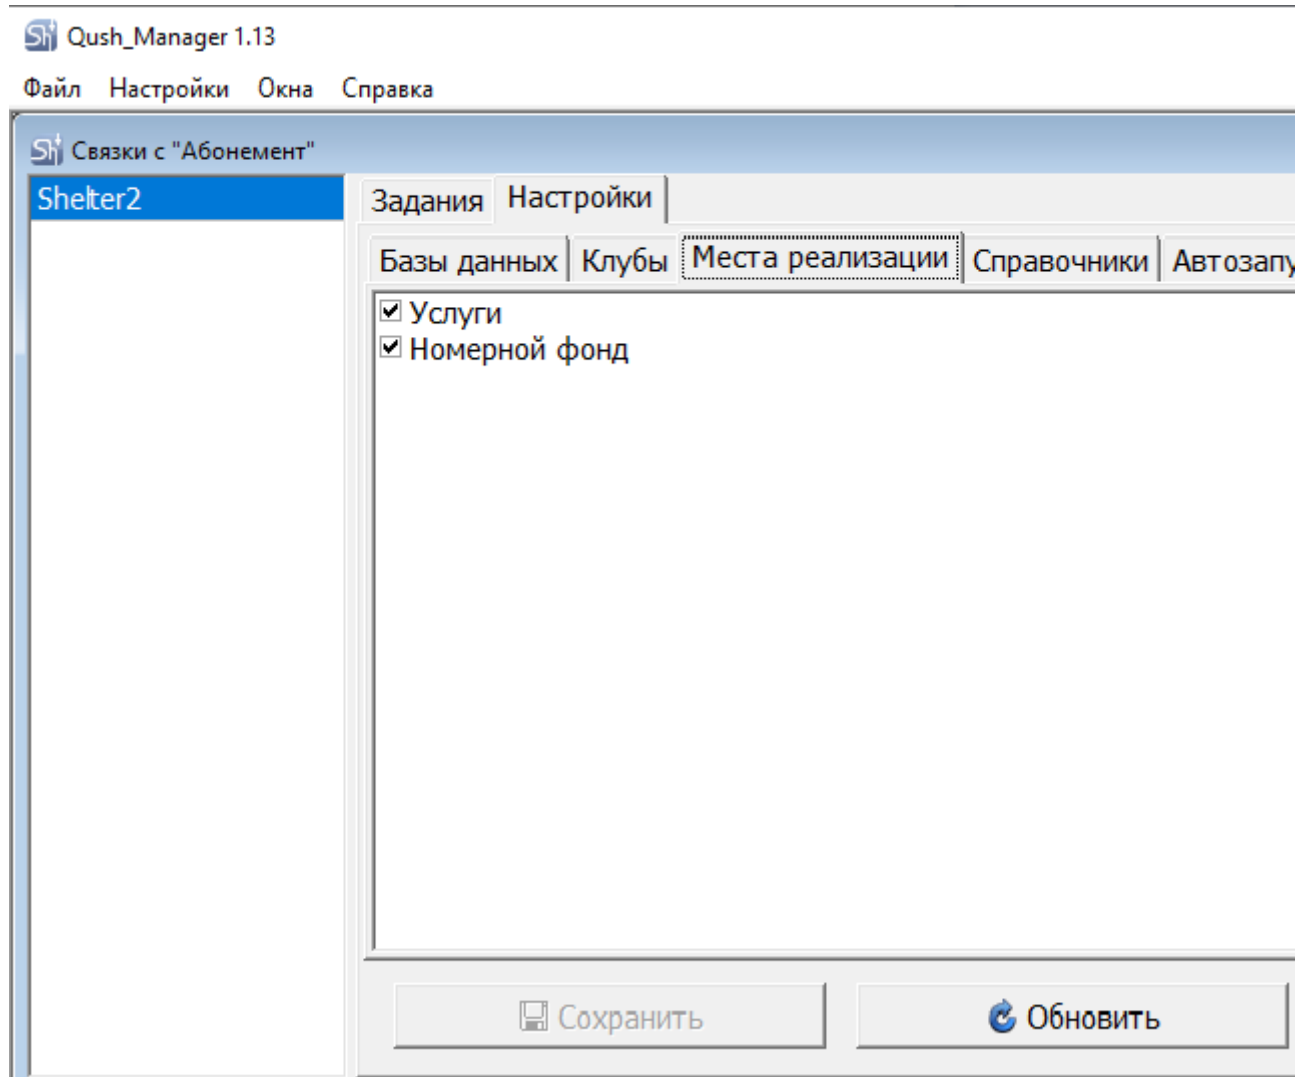 Qush_Manager 1.13
Файл Настройки Окна Справка
Связки с "Абонемент"
Shelter2
Задания Настройки
Базы данных Клубы Места реализации Справочники Автозапу
Услуги
Номерной фонд
Сохранить Обновить